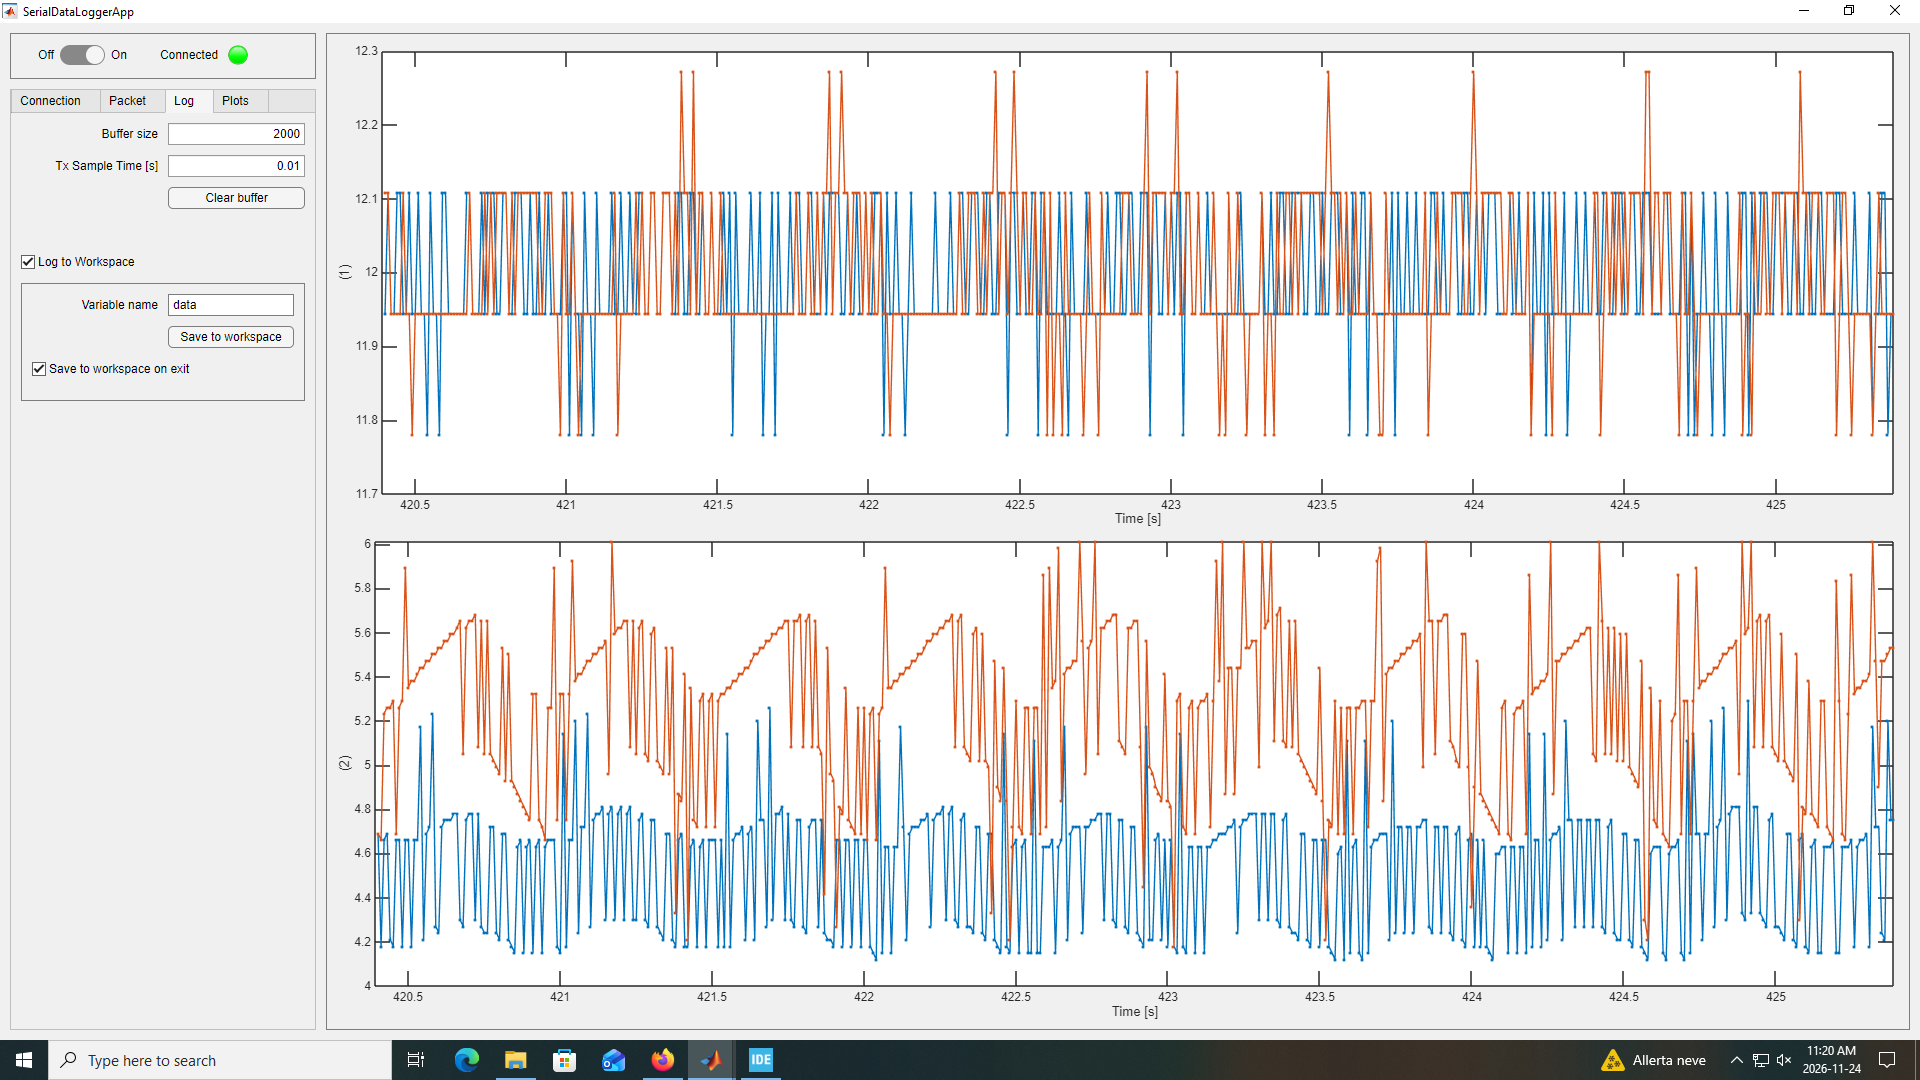 SerialDataLoggerApp
Off On Connected
Connection Packet Log Plots
Buffer size 2000
Tx Sample Time [s] 0.01
Clear buffer
Log to Workspace
Variable name data
Save to workspace
Save to workspace on exit
12.3
12.2
12.1
12
11.9
11.8
11.7
(1)
420.5 421 421.5 422 422.5 423 423.5 424 424.5 425
Time [s]
6
5.8
5.6
5.4
5.2
5
4.8
4.6
4.4
4.2
4
(2)
420.5 421 421.5 422 422.5 423 423.5 424 424.5 425
Time [s]
Type here to search
IDE
Allerta neve
11:20 AM
2026-11-24